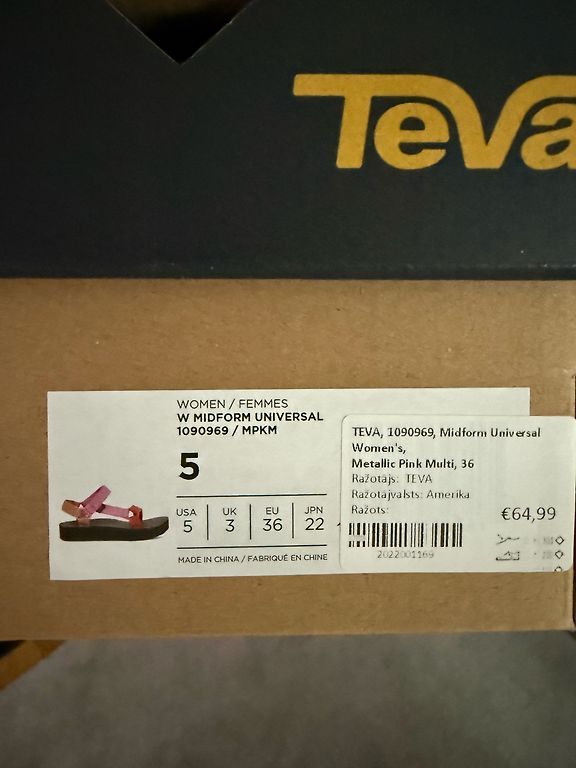 Teva
WOMEN / FEMMES
W MIDFORM UNIVERSAL
1090969 / MPKM
5
USA UK EU JPN
5 3 36 22
MADE IN CHINA / FABRIQUÉ EN CHINE
TEVA, 1090969, Midform Universal
Women's,
Metallic Pink Multi, 36
Ražotājs: TEVA
Ražotājvalsts: Amerika
Ražots:
€64,99
2022001169